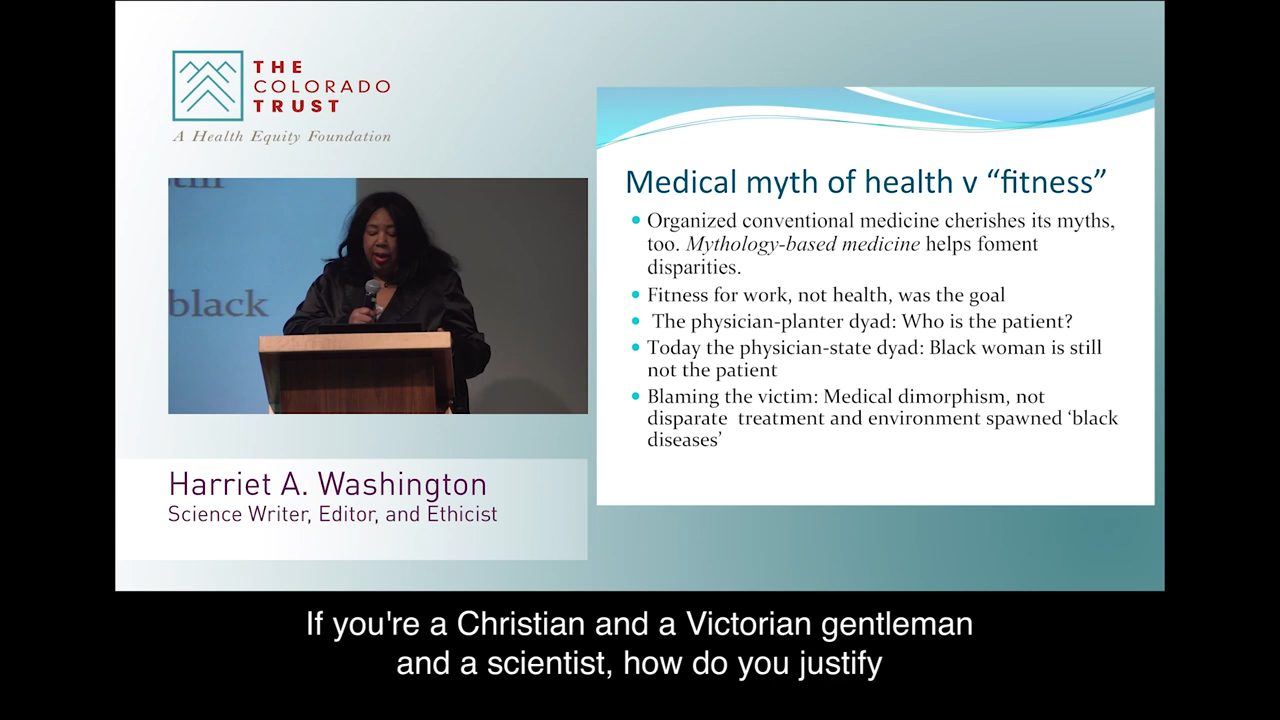 THE
COLORADO
TRUST
A Health Equity Foundation
still
black
Harriet A. Washington
Science Writer, Editor, and Ethicist
Medical myth of health v “fitness”
• Organized conventional medicine cherishes its myths,
too. Mythology-based medicine helps foment
disparities.
• Fitness for work, not health, was the goal
• The physician-planter dyad: Who is the patient?
• Today the physician-state dyad: Black woman is still
not the patient
• Blaming the victim: Medical dimorphism, not
disparate treatment and environment spawned ‘black
diseases’
If you're a Christian and a Victorian gentleman
and a scientist, how do you justify